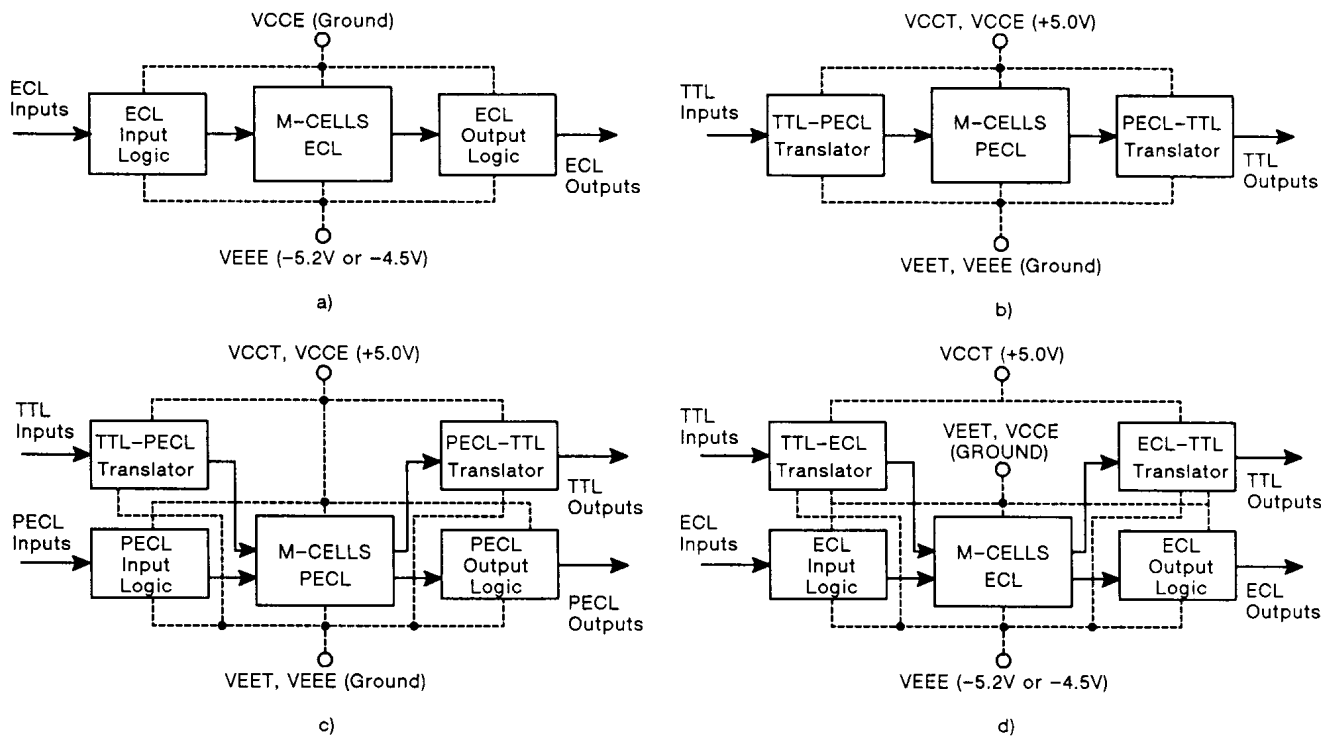 VCCE (Ground)
ECL
Inputs
ECL
Input
Logic
M-CELLS
ECL
ECL
Output
Logic
ECL
Outputs
VEEE (-5.2V or -4.5V)
a)
VCCT, VCCE (+5.0V)
TTL
Inputs
TTL-PECL
Translator
M-CELLS
PECL
PECL-TTL
Translator
TTL
Outputs
VEET, VEEE (Ground)
b)
VCCT, VCCE (+5.0V)
TTL
Inputs
TTL-PECL
Translator
PECL-TTL
Translator
TTL
Outputs
PECL
Inputs
PECL
Input
Logic
M-CELLS
PECL
PECL
Output
Logic
PECL
Outputs
VEET, VEEE (Ground)
c)
VCCT (+5.0V)
TTL
Inputs
TTL-ECL
Translator
VEET, VCCE
(GROUND)
ECL-TTL
Translator
TTL
Outputs
ECL
Inputs
ECL
Input
Logic
M-CELLS
ECL
ECL
Output
Logic
ECL
Outputs
VEEE (-5.2V or -4.5V)
d)